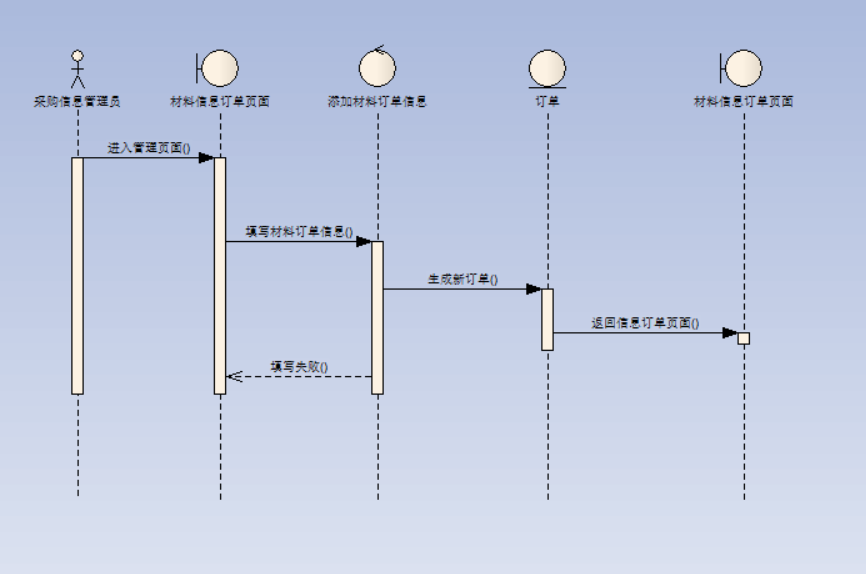 采购信息管理员
材料信息订单页面
添加材料订单信息
订单
材料信息订单页面
进入管理页面()
填写材料订单信息()
生成新订单()
返回信息订单页面()
填写失败()